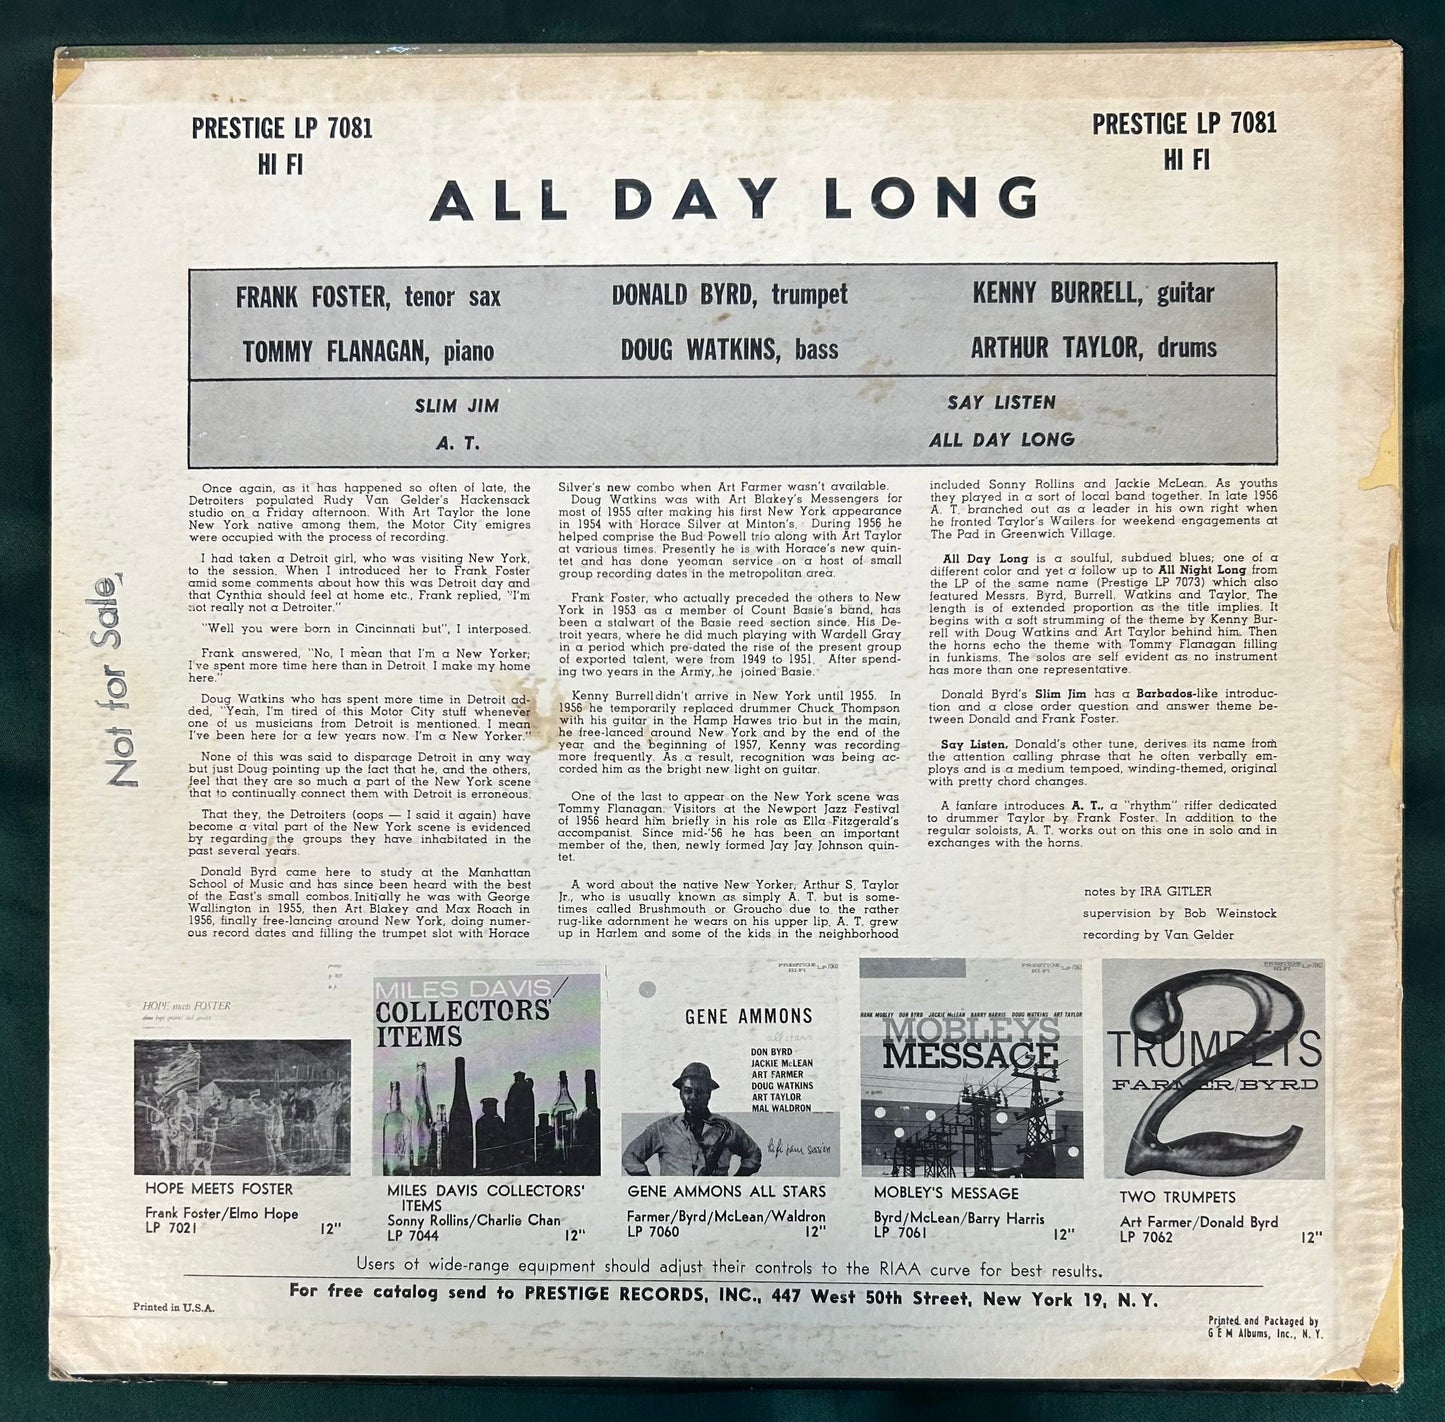 PRESTIGE LP 7081
HI FI
PRESTIGE LP 7081
HI FI
ALL DAY LONG
FRANK FOSTER, tenor sax
DONALD BYRD, trumpet
KENNY BURRELL, guitar
TOMMY FLANAGAN, piano
DOUG WATKINS, bass
ARTHUR TAYLOR, drums
SLIM JIM
A. T.
SAY LISTEN
ALL DAY LONG
Once again, as it has happened so often of late, the
Detroiters populated Rudy Van Gelder's Hackensack
studio on a Friday afternoon. With Art Taylor the lone
New York native among them, the Motor City emigres
were occupied with the process of recording.
I had taken a Detroit girl, who was visiting New York,
to the session. When I introduced her to Frank Foster
amid some comments about how this was Detroit day and
that Cynthia should feel at home etc., Frank replied, "I'm
not really not a Detroiter."
"Well you were born in Cincinnati but", I interposed.
Frank answered, "No, I mean that I'm a New Yorker;
I've spent more time here than in Detroit. I make my home
here."
Doug Watkins who has spent more time in Detroit ad-
ded, "Yeah, I'm tired of this Motor City stuff whenever
one of us musicians from Detroit is mentioned. I mean
I've been here for a few years now. I'm a New Yorker."
None of this was said to disparage Detroit in any way
but just Doug pointing up the fact that he, and the others,
feel that they are so much a part of the New York scene
that to continually connect them with Detroit is erroneous.
That they, the Detroiters (oops — I said it again) have
become a vital part of the New York scene is evidenced
by regarding the groups they have inhabitated in the
past several years.
Donald Byrd came here to study at the Manhattan
School of Music and has since been heard with the best
of the East's small combos. Initially he was with George
Wallington in 1955, then Art Blakey and Max Roach in
1956, finally free-lancing around New York, doing numer-
ous record dates and filling the trumpet slot with Horace
Silver's new combo when Art Farmer wasn't available.
Doug Watkins was with Art Blakey's Messengers for
most of 1955 after making his first New York appearance
in 1954 with Horace Silver at Minton's. During 1956 he
helped comprise the Bud Powell trio along with Art Taylor
at various times. Presently he is with Horace's new quin-
tet and has done yeoman service on a host of small
group recording dates in the metropolitan area.
Frank Foster, who actually preceded the others to New
York in 1953 as a member of Count Basie's band, has
been a stalwart of the Basie reed section since. His De-
troit years, where he did much playing with Wardell Gray
in a period which pre-dated the rise of the present group
of exported talent, were from 1949 to 1951. After spend-
ing two years in the Army, he joined Basie.
Kenny Burrell didn't arrive in New York until 1955. In
1956 he temporarily replaced drummer Chuck Thompson
with his guitar in the Hamp Hawes trio but in the main,
he free-lanced around New York and by the end of the
year and the beginning of 1957, Kenny was recording
more frequently. As a result, recognition was being ac-
corded him as the bright new light on guitar.
One of the last to appear on the New York scene was
Tommy Flanagan. Visitors at the Newport Jazz Festival
of 1956 heard him briefly in his role as Ella Fitzgerald's
accompanist. Since mid-'56 he has been an important
member of the, then, newly formed Jay Jay Johnson quin-
tet.
A word about the native New Yorker, Arthur S. Taylor
Jr., who is usually known as simply A. T. but is some-
times called Brushmouth or Groucho due to the rather
rug-like adornment he wears on his upper lip. A. T. grew
up in Harlem and some of the kids in the neighborhood
included Sonny Rollins and Jackie McLean. As youths
they played in a sort of local band together. In late 1956
A. T. branched out as a leader in his own right when
he fronted Taylor's Wailers for weekend engagements at
The Pad in Greenwich Village.
All Day Long is a soulful, subdued blues; one of a
different color and yet a follow up to All Night Long from
the LP of the same name (Prestige LP 7073) which also
featured Messrs. Byrd, Burrell, Watkins and Taylor. The
length is of extended proportion as the title implies. It
begins with a soft strumming of the theme by Kenny Bur-
rell with Doug Watkins and Art Taylor behind him. Then
the horns echo the theme with Tommy Flanagan filling
in funkisms. The solos are self evident as no instrument
has more than one representative.
Donald Byrd's Slim Jim has a Barbados-like introduc-
tion and a close order question and answer theme be-
tween Donald and Frank Foster.
Say Listen, Donald's other tune, derives its name from
the attention calling phrase that he often verbally em-
ploys and is a medium tempoed, winding-themed, original
with pretty chord changes.
A fanfare introduces A. T., a "rhythm" riffer dedicated
to drummer Taylor by Frank Foster. In addition to the
regular soloists, A. T. works out on this one in solo and in
exchanges with the horns.
notes by IRA GITLER
supervision by Bob Weinstock
recording by Van Gelder
Not for Sale
HOPE meets FOSTER
MILES DAVIS/
COLLECTORS'
ITEMS
PRESTIGE LP 7060
HI-FI
GENE AMMONS
all stars
DON BYRD
JACKIE McLEAN
ART FARMER
DOUG WATKINS
ART TAYLOR
MAL WALDRON
hi fi jam session
PRESTIGE LP 7061
HI-FI
HANK MOBLEY DON BYRD JACKIE McLEAN BARRY HARRIS DOUG WATKINS ART TAYLOR
MOBLEYS
MESSAGE
PRESTIGE LP 7062
HI-FI
2
TRUMPETS
FARMER/BYRD
HOPE MEETS FOSTER
Frank Foster/Elmo Hope
LP 7021 12"
MILES DAVIS COLLECTORS'
ITEMS
Sonny Rollins/Charlie Chan
LP 7044 12"
GENE AMMONS ALL STARS
Farmer/Byrd/McLean/Waldron
LP 7060 12"
MOBLEY'S MESSAGE
Byrd/McLean/Barry Harris
LP 7061 12"
TWO TRUMPETS
Art Farmer/Donald Byrd
LP 7062 12"
Users of wide-range equipment should adjust their controls to the RIAA curve for best results.
For free catalog send to PRESTIGE RECORDS, INC., 447 West 50th Street, New York 19, N. Y.
Printed in U.S.A.
Printed and Packaged by
G E M Albums, Inc., N. Y.